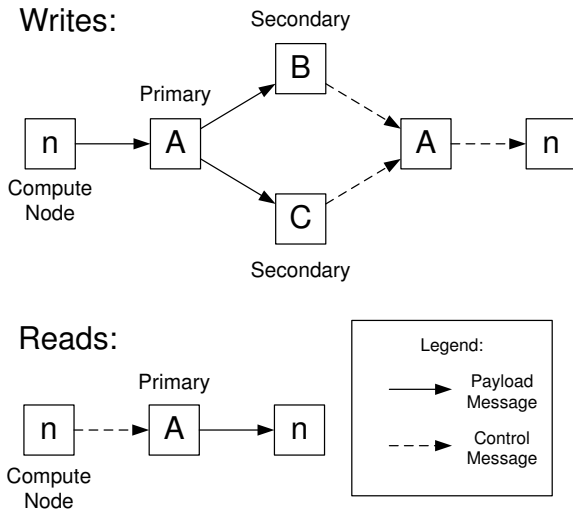 Writes:
Secondary
B
Primary
n
A
A
n
Compute
Node
C
Secondary
Reads:
Primary
n
A
n
Compute
Node
Legend:
Payload
Message
Control
Message